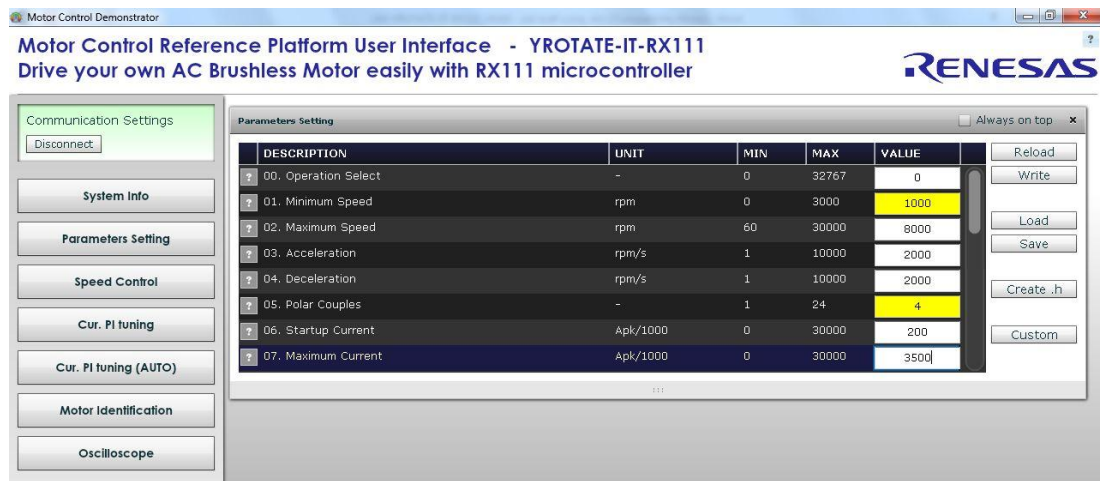 Motor Control Demonstrator
Motor Control Reference Platform User Interface - YROTATE-IT-RX111
Drive your own AC Brushless Motor easily with RX111 microcontroller
?
RENESAS
Communication Settings
Disconnect
System Info
Parameters Setting
Speed Control
Cur. PI tuning
Cur. PI tuning (AUTO)
Motor Identification
Oscilloscope
Parameters Setting
Always on top x
DESCRIPTION UNIT MIN MAX VALUE
? 00. Operation Select - 0 32767 0
? 01. Minimum Speed rpm 0 3000 1000
? 02. Maximum Speed rpm 60 30000 8000
? 03. Acceleration rpm/s 1 10000 2000
? 04. Deceleration rpm/s 1 10000 2000
? 05. Polar Couples - 1 24 4
? 06. Startup Current Apk/1000 0 30000 200
? 07. Maximum Current Apk/1000 0 30000 3500
Reload
Write
Load
Save
Create .h
Custom